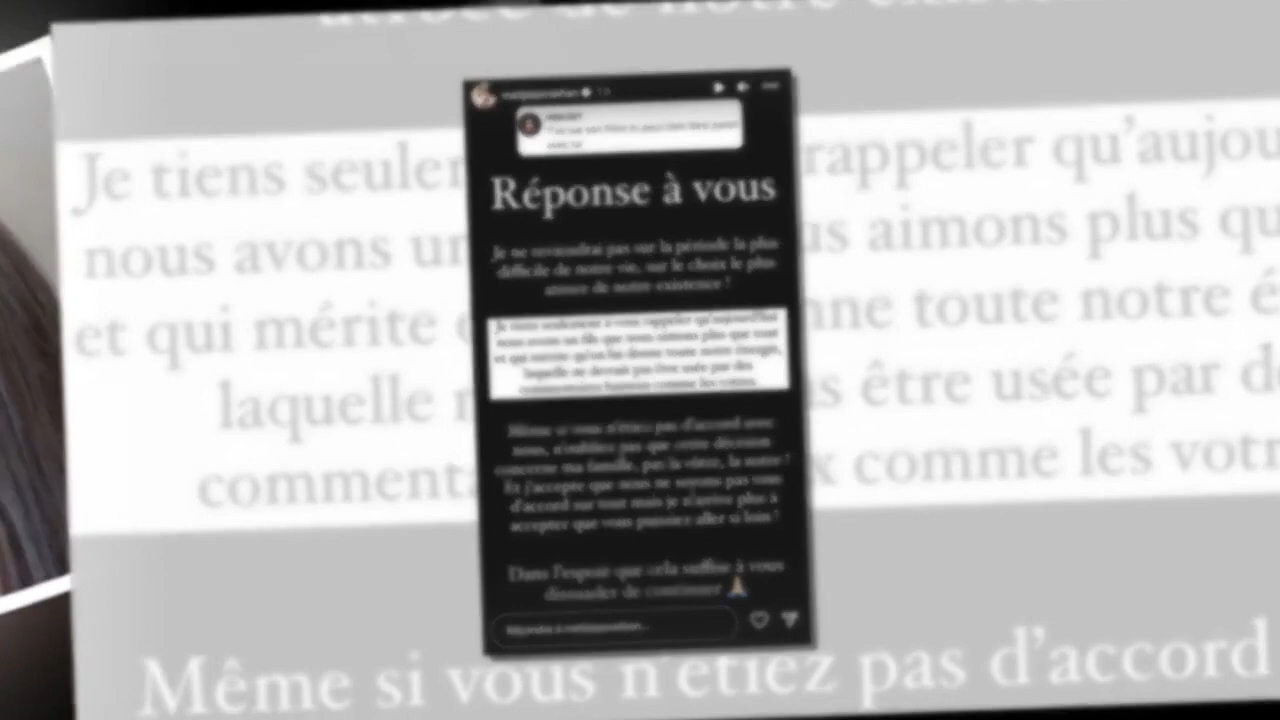 atroce de notre existence
Je tiens seulem rappeler qu'aujou
nous avons un us aimons plus qu
et qui mérite nne toute notre é
laquelle n s être usée par d
commenta x comme les votr
Même si vous n'étiez pas d'accord
Réponse à vous
Je ne reviendrai pas sur la période la plus
difficile de notre vie, sur le choix le plus
atroce de notre existence !
Je tiens seulement à vous rappeler qu'aujourd'hui
nous avons un fils que nous aimons plus que tout
et qui mérite qu'on lui donne toute notre énergie,
laquelle ne devrait pas être usée par des
commentaires haineux comme les votres.
Même si vous n'étiez pas d'accord avec
nous, n'oubliez pas que cette décision
concerne ma famille, pas la vôtre, la notre !
Et j'accepte que nous ne soyons pas tous
d'accord sur tout mais je n'arrive plus à
accepter que vous puissiez aller si loin !
Dans l'espoir que cela suffise à vous
dissuader de continuer 🙏